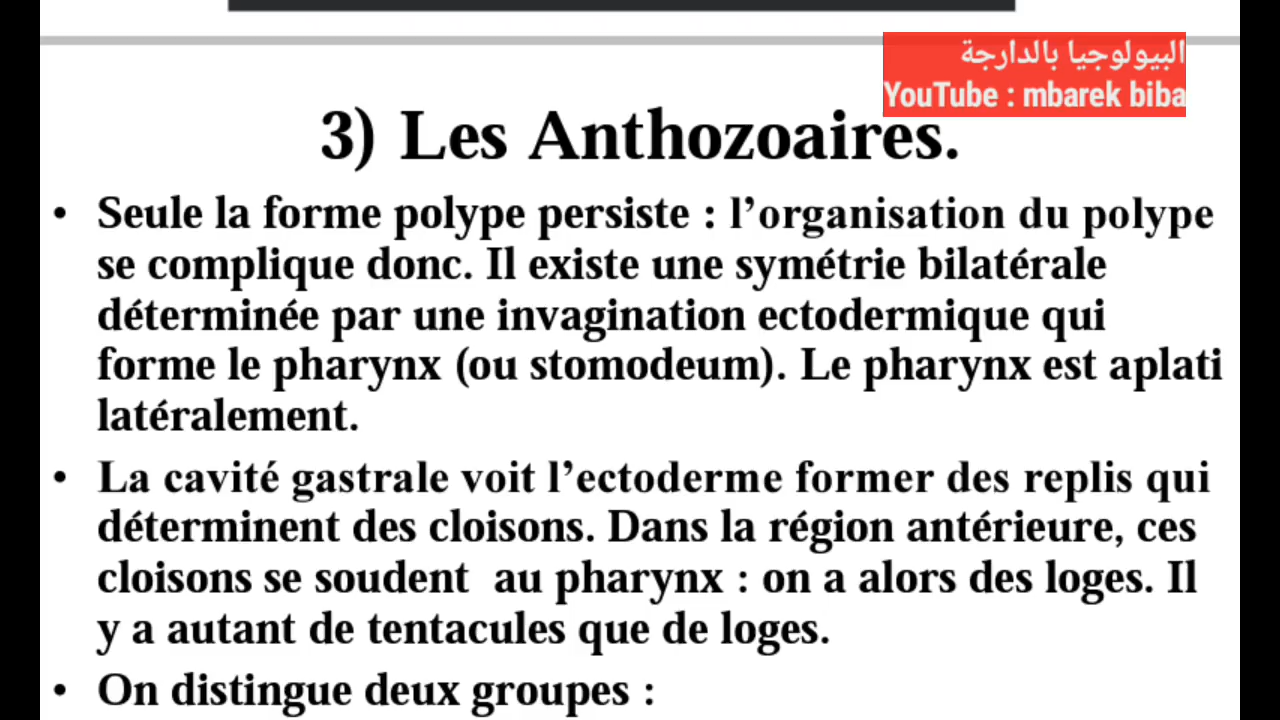 البيولوجيا بالدارجة
YouTube : mbarek biba
3) Les Anthozoaires.
• Seule la forme polype persiste : l’organisation du polype
se complique donc. Il existe une symétrie bilatérale
déterminée par une invagination ectodermique qui
forme le pharynx (ou stomodeum). Le pharynx est aplati
latéralement.
• La cavité gastrale voit l’ectoderme former des replis qui
déterminent des cloisons. Dans la région antérieure, ces
cloisons se soudent au pharynx : on a alors des loges. Il
y a autant de tentacules que de loges.
• On distingue deux groupes :